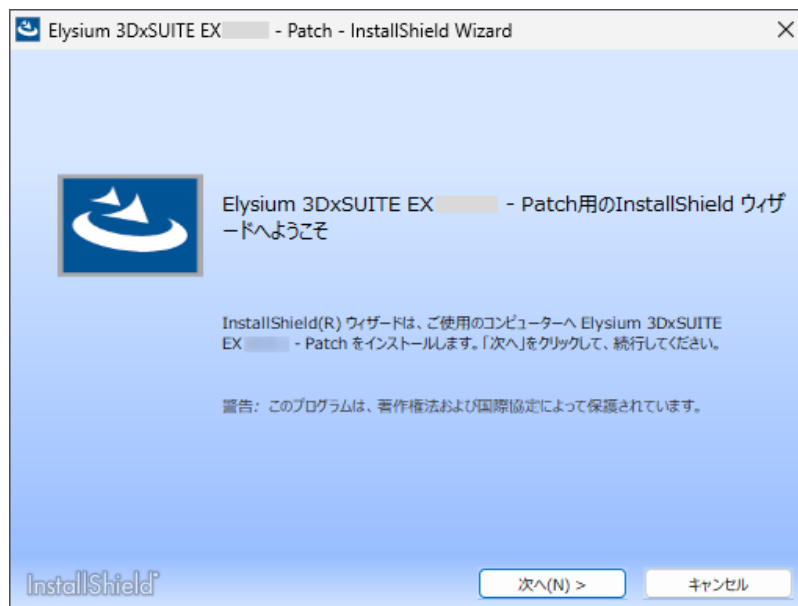 Elysium 3DxSUITE EX - Patch - InstallShield Wizard
Elysium 3DxSUITE EX - Patch用のInstallShield ウィザ
ードへようこそ
InstallShield(R) ウィザードは、ご使用のコンピューターへ Elysium 3DxSUITE
EX - Patch をインストールします。「次へ」をクリックして、続行してください。
警告: このプログラムは、著作権法および国際協定によって保護されています。
InstallShield
次へ(N) >
キャンセル